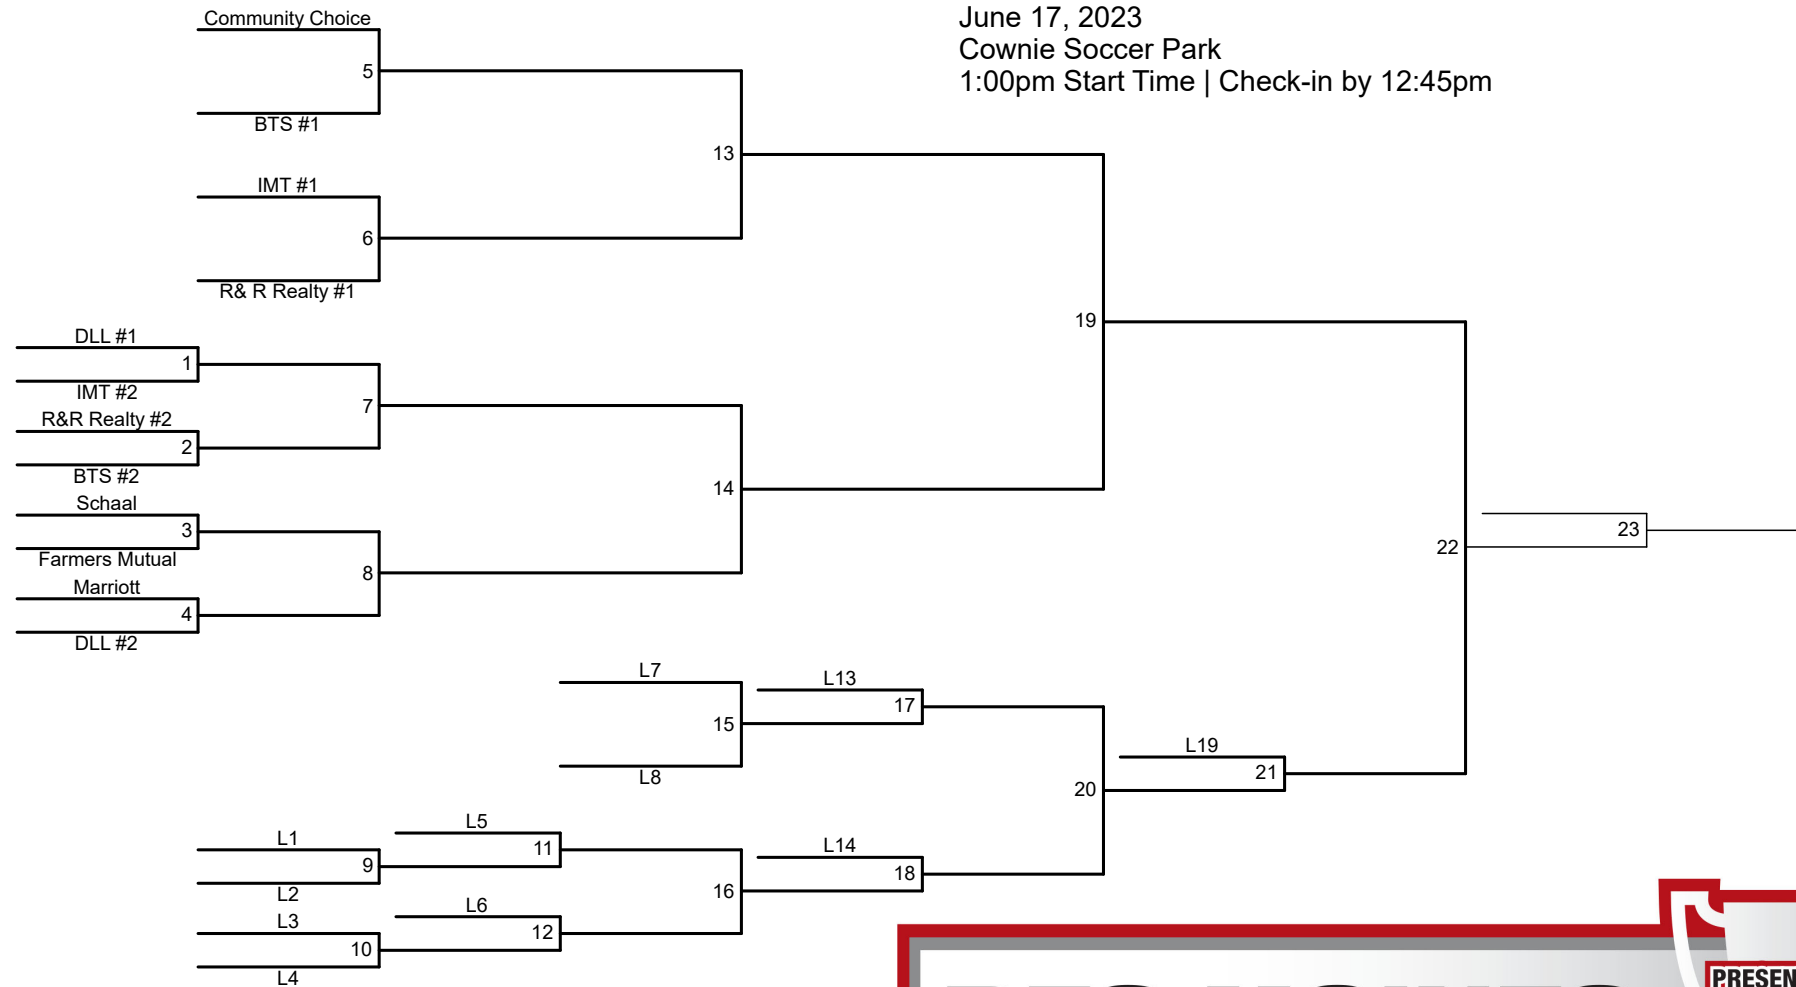 Community Choice
5
BTS #1
June 17, 2023
Cownie Soccer Park
1:00pm Start Time | Check-in by 12:45pm
13
IMT #1
6
R& R Realty #1
19
DLL #1
1
IMT #2
7
R&R Realty #2
2
BTS #2
14
Schaal
3
Farmers Mutual
8
Marriott
4
DLL #2
23
22
L7
15
L8
L13
17
L19
21
20
L5
11
L1
9
L2
L14
18
16
L6
12
L3
10
L4
PRESEN